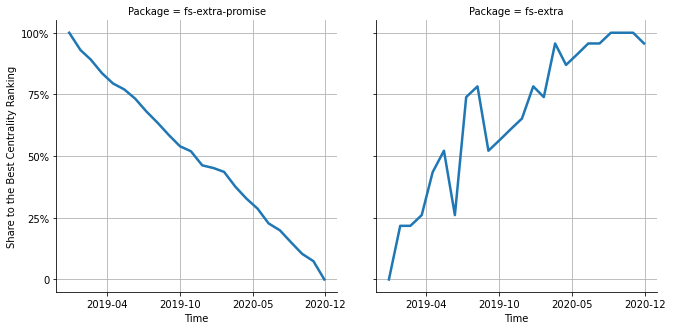 Package = fs-extra-promise
Package = fs-extra
Share to the Best Centrality Ranking
100%
75%
50%
25%
0
2019-04 2019-10 2020-05 2020-12
2019-04 2019-10 2020-05 2020-12
Time
Time